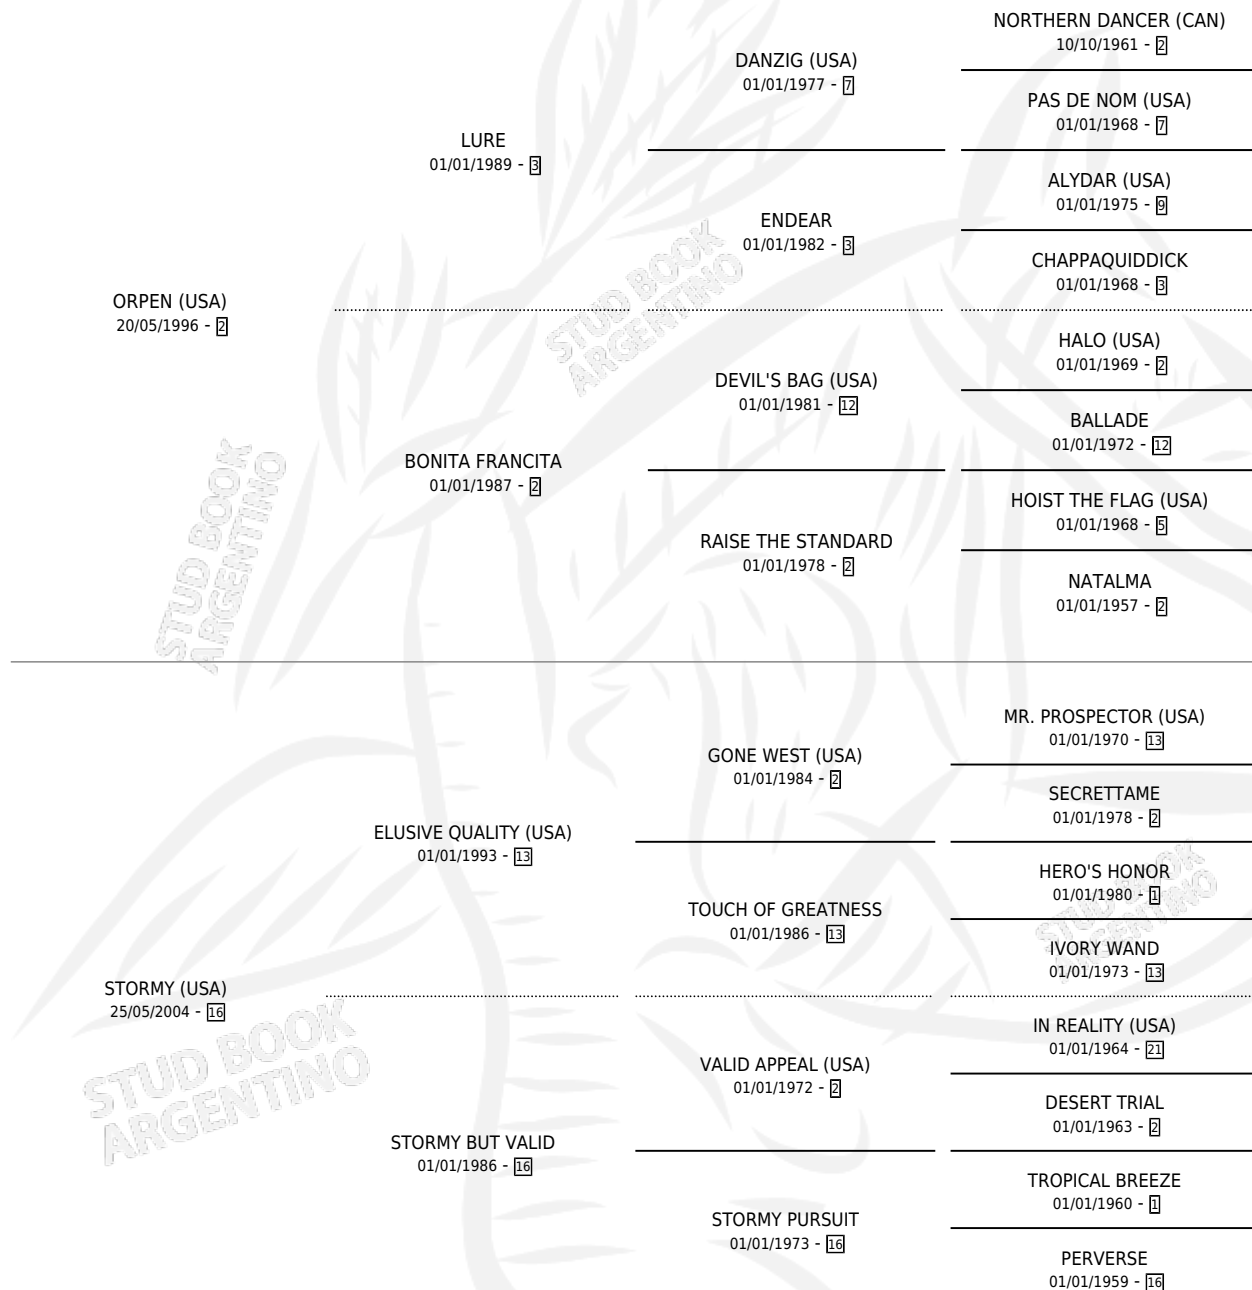 NORTHERN DANCER (CAN)
10/10/1961 - 2
DANZIG (USA)
01/01/1977 - 7
PAS DE NOM (USA)
01/01/1968 - 7
LURE
01/01/1989 - 3
ALYDAR (USA)
01/01/1975 - 9
ENDEAR
01/01/1982 - 3
CHAPPAQUIDDICK
01/01/1968 - 3
ORPEN (USA)
20/05/1996 - 2
HALO (USA)
01/01/1969 - 2
DEVIL'S BAG (USA)
01/01/1981 - 12
BALLADE
01/01/1972 - 12
BONITA FRANCITA
01/01/1987 - 2
HOIST THE FLAG (USA)
01/01/1968 - 5
RAISE THE STANDARD
01/01/1978 - 2
NATALMA
01/01/1957 - 2
MR. PROSPECTOR (USA)
01/01/1970 - 13
GONE WEST (USA)
01/01/1984 - 2
SECRETTAME
01/01/1978 - 2
ELUSIVE QUALITY (USA)
01/01/1993 - 13
HERO'S HONOR
01/01/1980 - 1
TOUCH OF GREATNESS
01/01/1986 - 13
IVORY WAND
01/01/1973 - 13
STORMY (USA)
25/05/2004 - 16
IN REALITY (USA)
01/01/1964 - 21
VALID APPEAL (USA)
01/01/1972 - 2
DESERT TRIAL
01/01/1963 - 2
STORMY BUT VALID
01/01/1986 - 16
TROPICAL BREEZE
01/01/1960 - 1
STORMY PURSUIT
01/01/1973 - 16
PERVERSE
01/01/1959 - 16
STUD BOOK
ARGENTINO
STUD BOOK
ARGENTINO
STUD BOOK
ARGENTINO
STUD BOOK
ARGENTINO